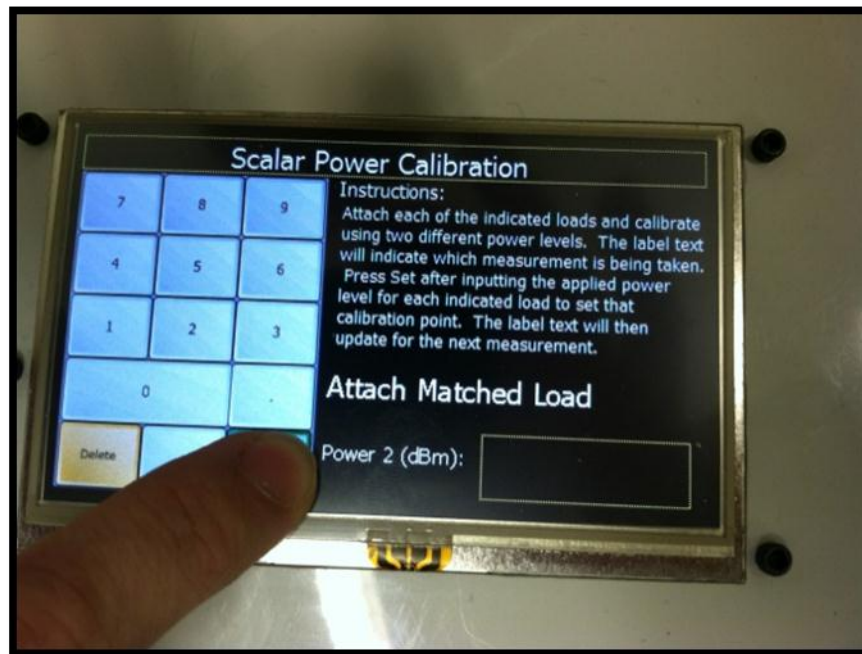 Scalar Power Calibration
7 8 9
4 5 6
1 2 3
0 .
Delete
Instructions:
Attach each of the indicated loads and calibrate
using two different power levels. The label text
will indicate which measurement is being taken.
Press Set after inputting the applied power
level for each indicated load to set that
calibration point. The label text will then
update for the next measurement.
Attach Matched Load
Power 2 (dBm):